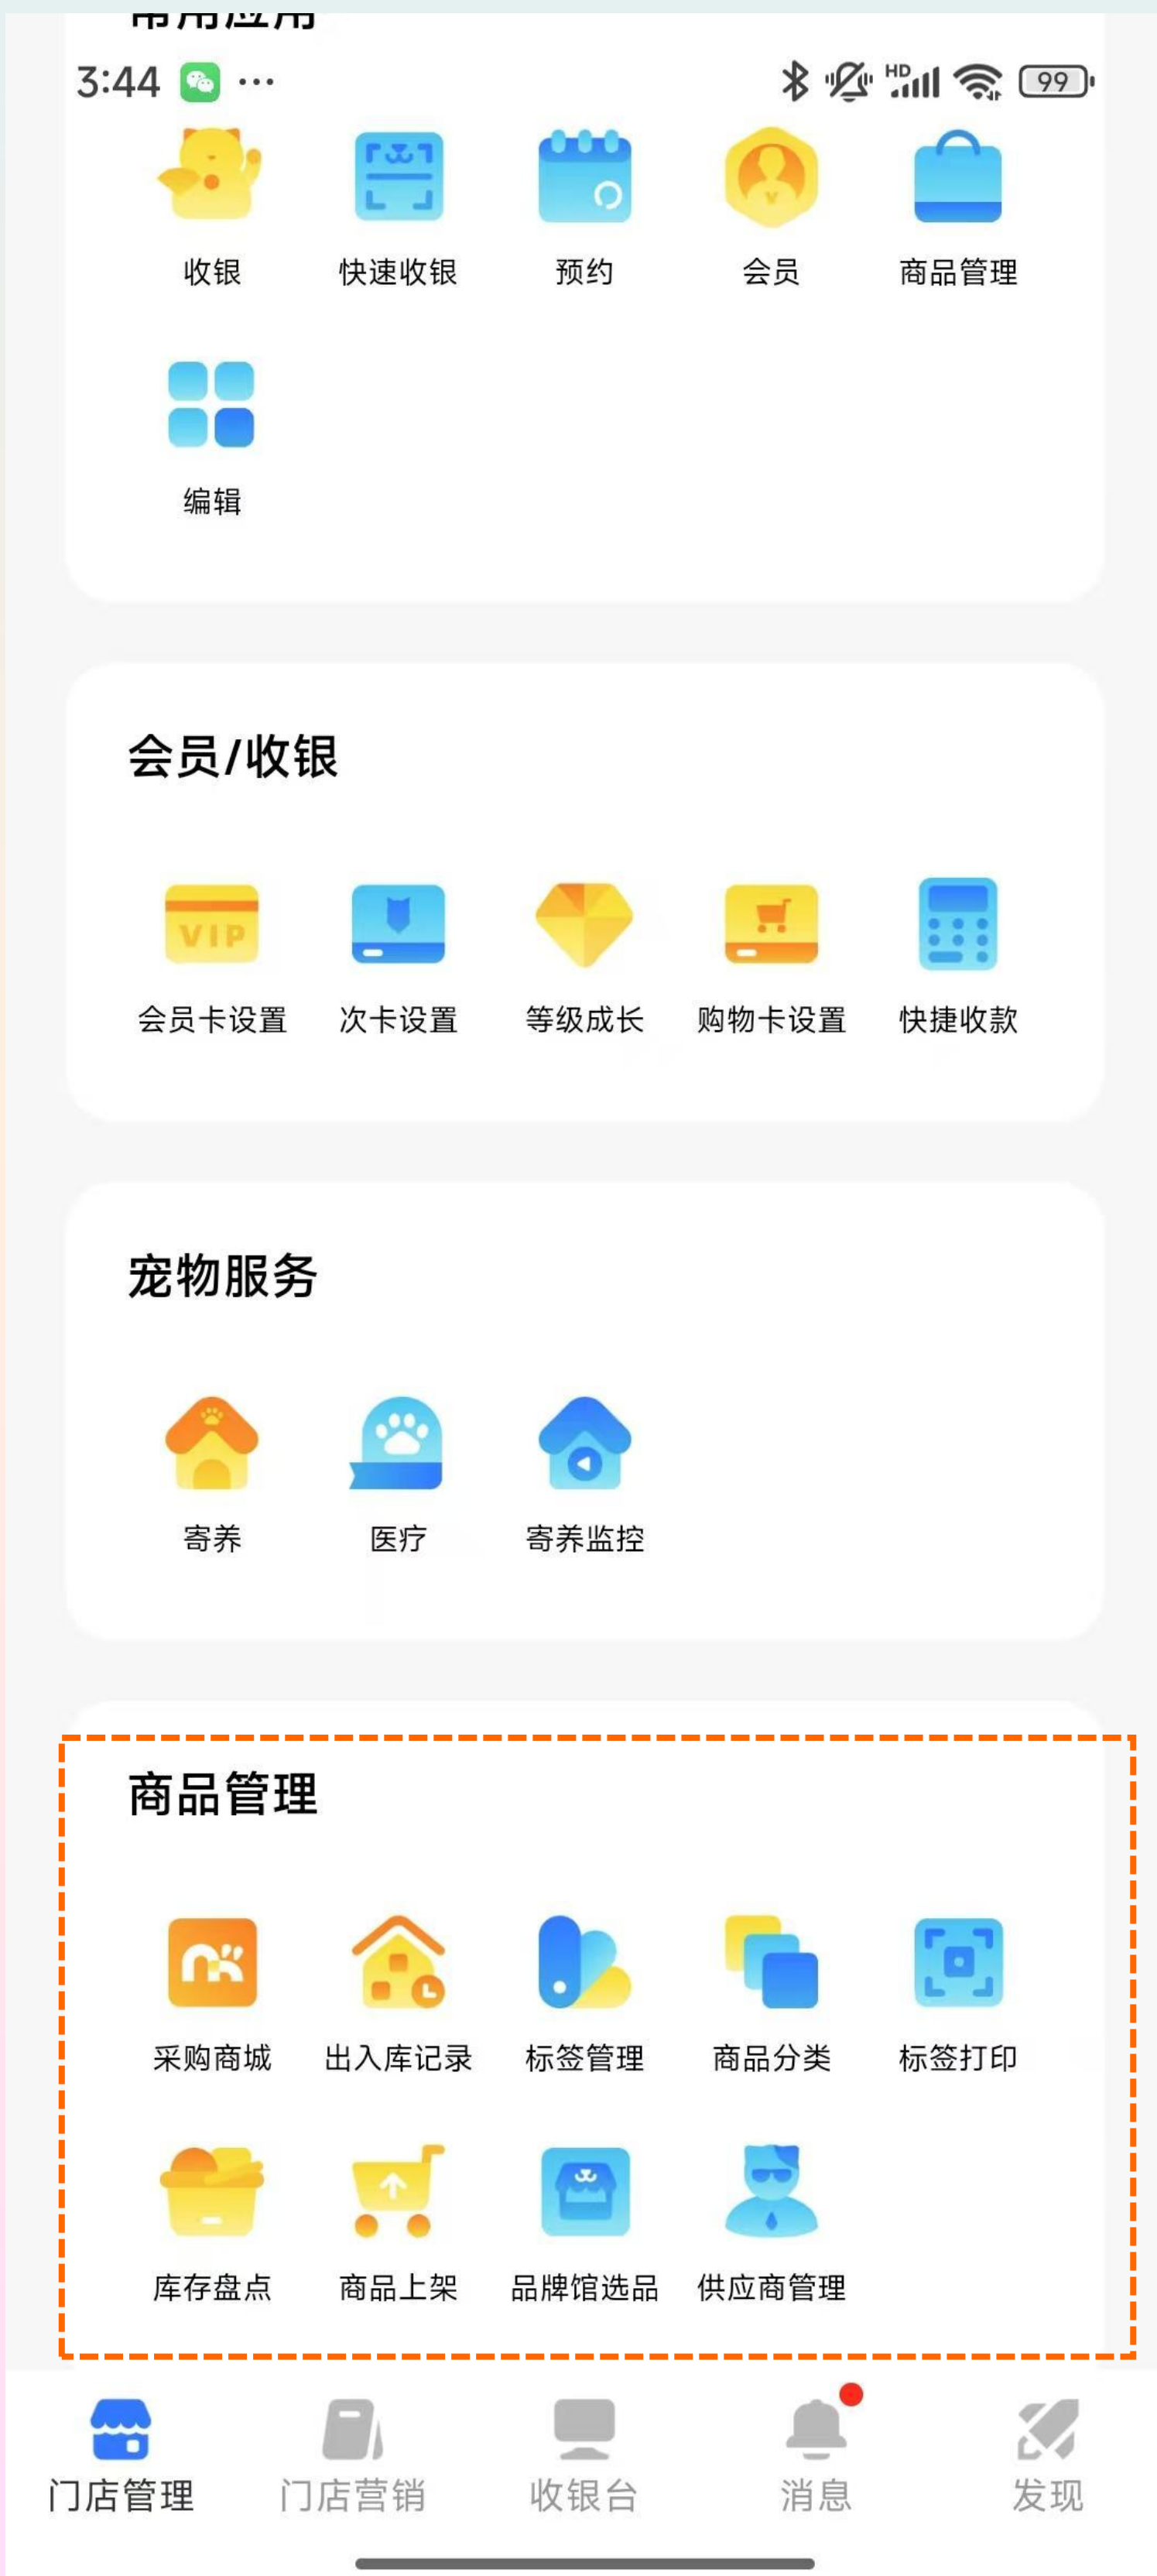 常用应用
3:44 ··· HD 99
收银 快速收银 预约 会员 商品管理
编辑
会员/收银
VIP
会员卡设置 次卡设置 等级成长 购物卡设置 快捷收款
宠物服务
寄养 医疗 寄养监控
商品管理
采购商城 出入库记录 标签管理 商品分类 标签打印
库存盘点 商品上架 品牌馆选品 供应商管理
门店管理 门店营销 收银台 消息 发现